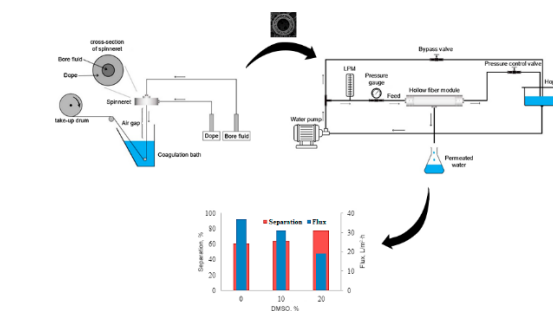 cross-section
of spinneret
Bore fluid
Dope
Spinneret
take-up drum
Air gap
Dope
Bore fluid
Coagulation bath
Bypass valve
Pressure control valve
LFM
Pressure
gauge
Feed
Hollow fiber module
Water pump
Permeated
water
Separation
Flux
Separation, %
100
80
60
40
20
0
Flux, L/m² h
40
30
20
10
0
0
10
20
DMSO, %